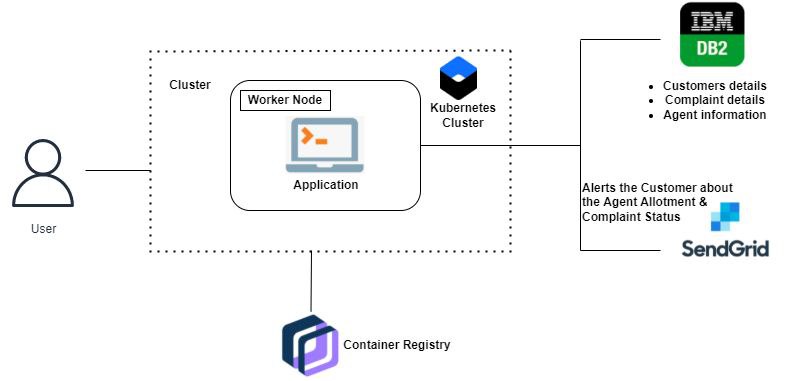 IBM
DB2
Customers details
Complaint details
Agent information
Cluster
Worker Node
Kubernetes
Cluster
Application
User
Alerts the Customer about
the Agent Allotment &
Complaint Status
SendGrid
Container Registry